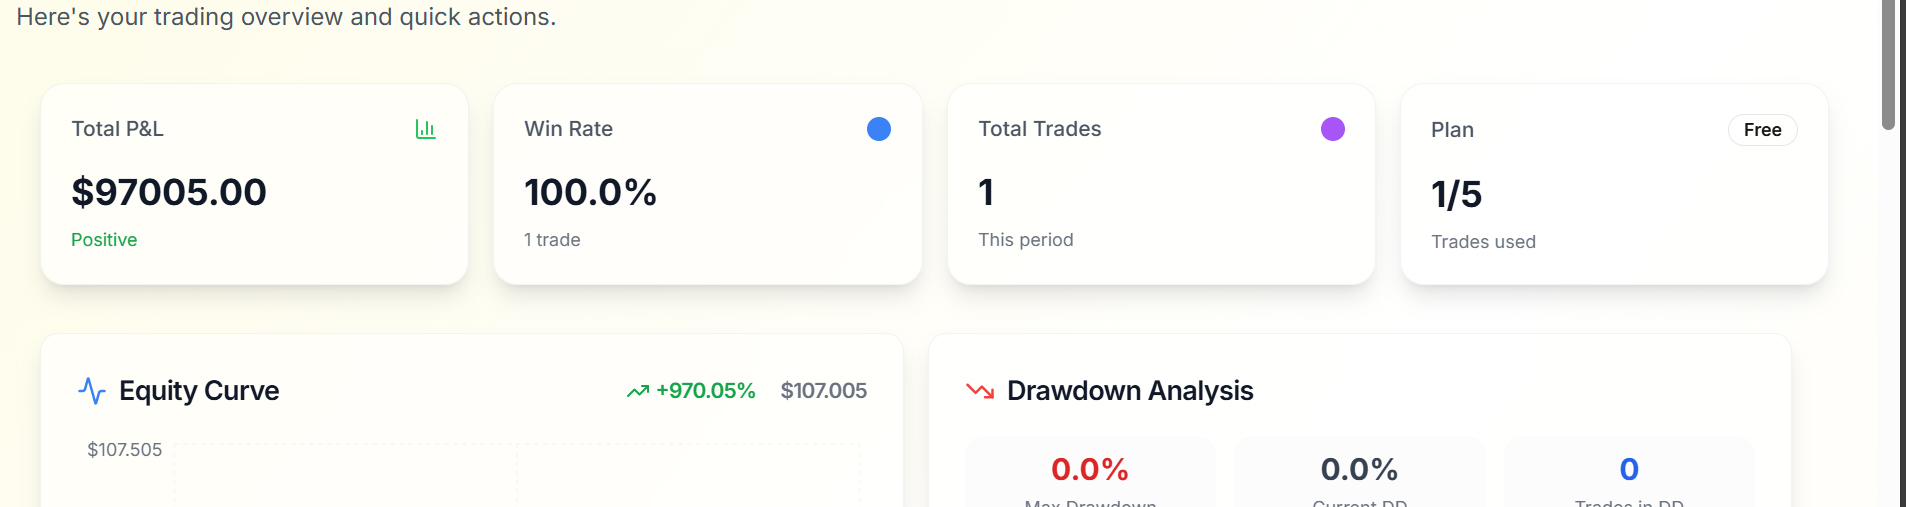 Here's your trading overview and quick actions.
Total P&L
$97005.00
Positive
Win Rate
100.0%
1 trade
Total Trades
1
This period
Plan
Free
1/5
Trades used
Equity Curve
+970.05%
$107.005
$107.505
Drawdown Analysis
0.0%
Max Drawdown
0.0%
Current DD
0
Trades in DD